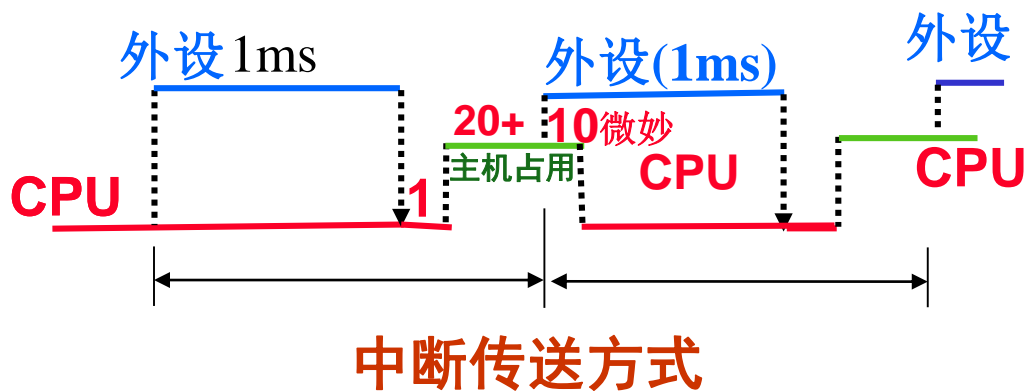 外设1ms
外设(1ms)
外设
20+ 10微妙
主机占用
CPU
1
CPU
CPU
中断传送方式